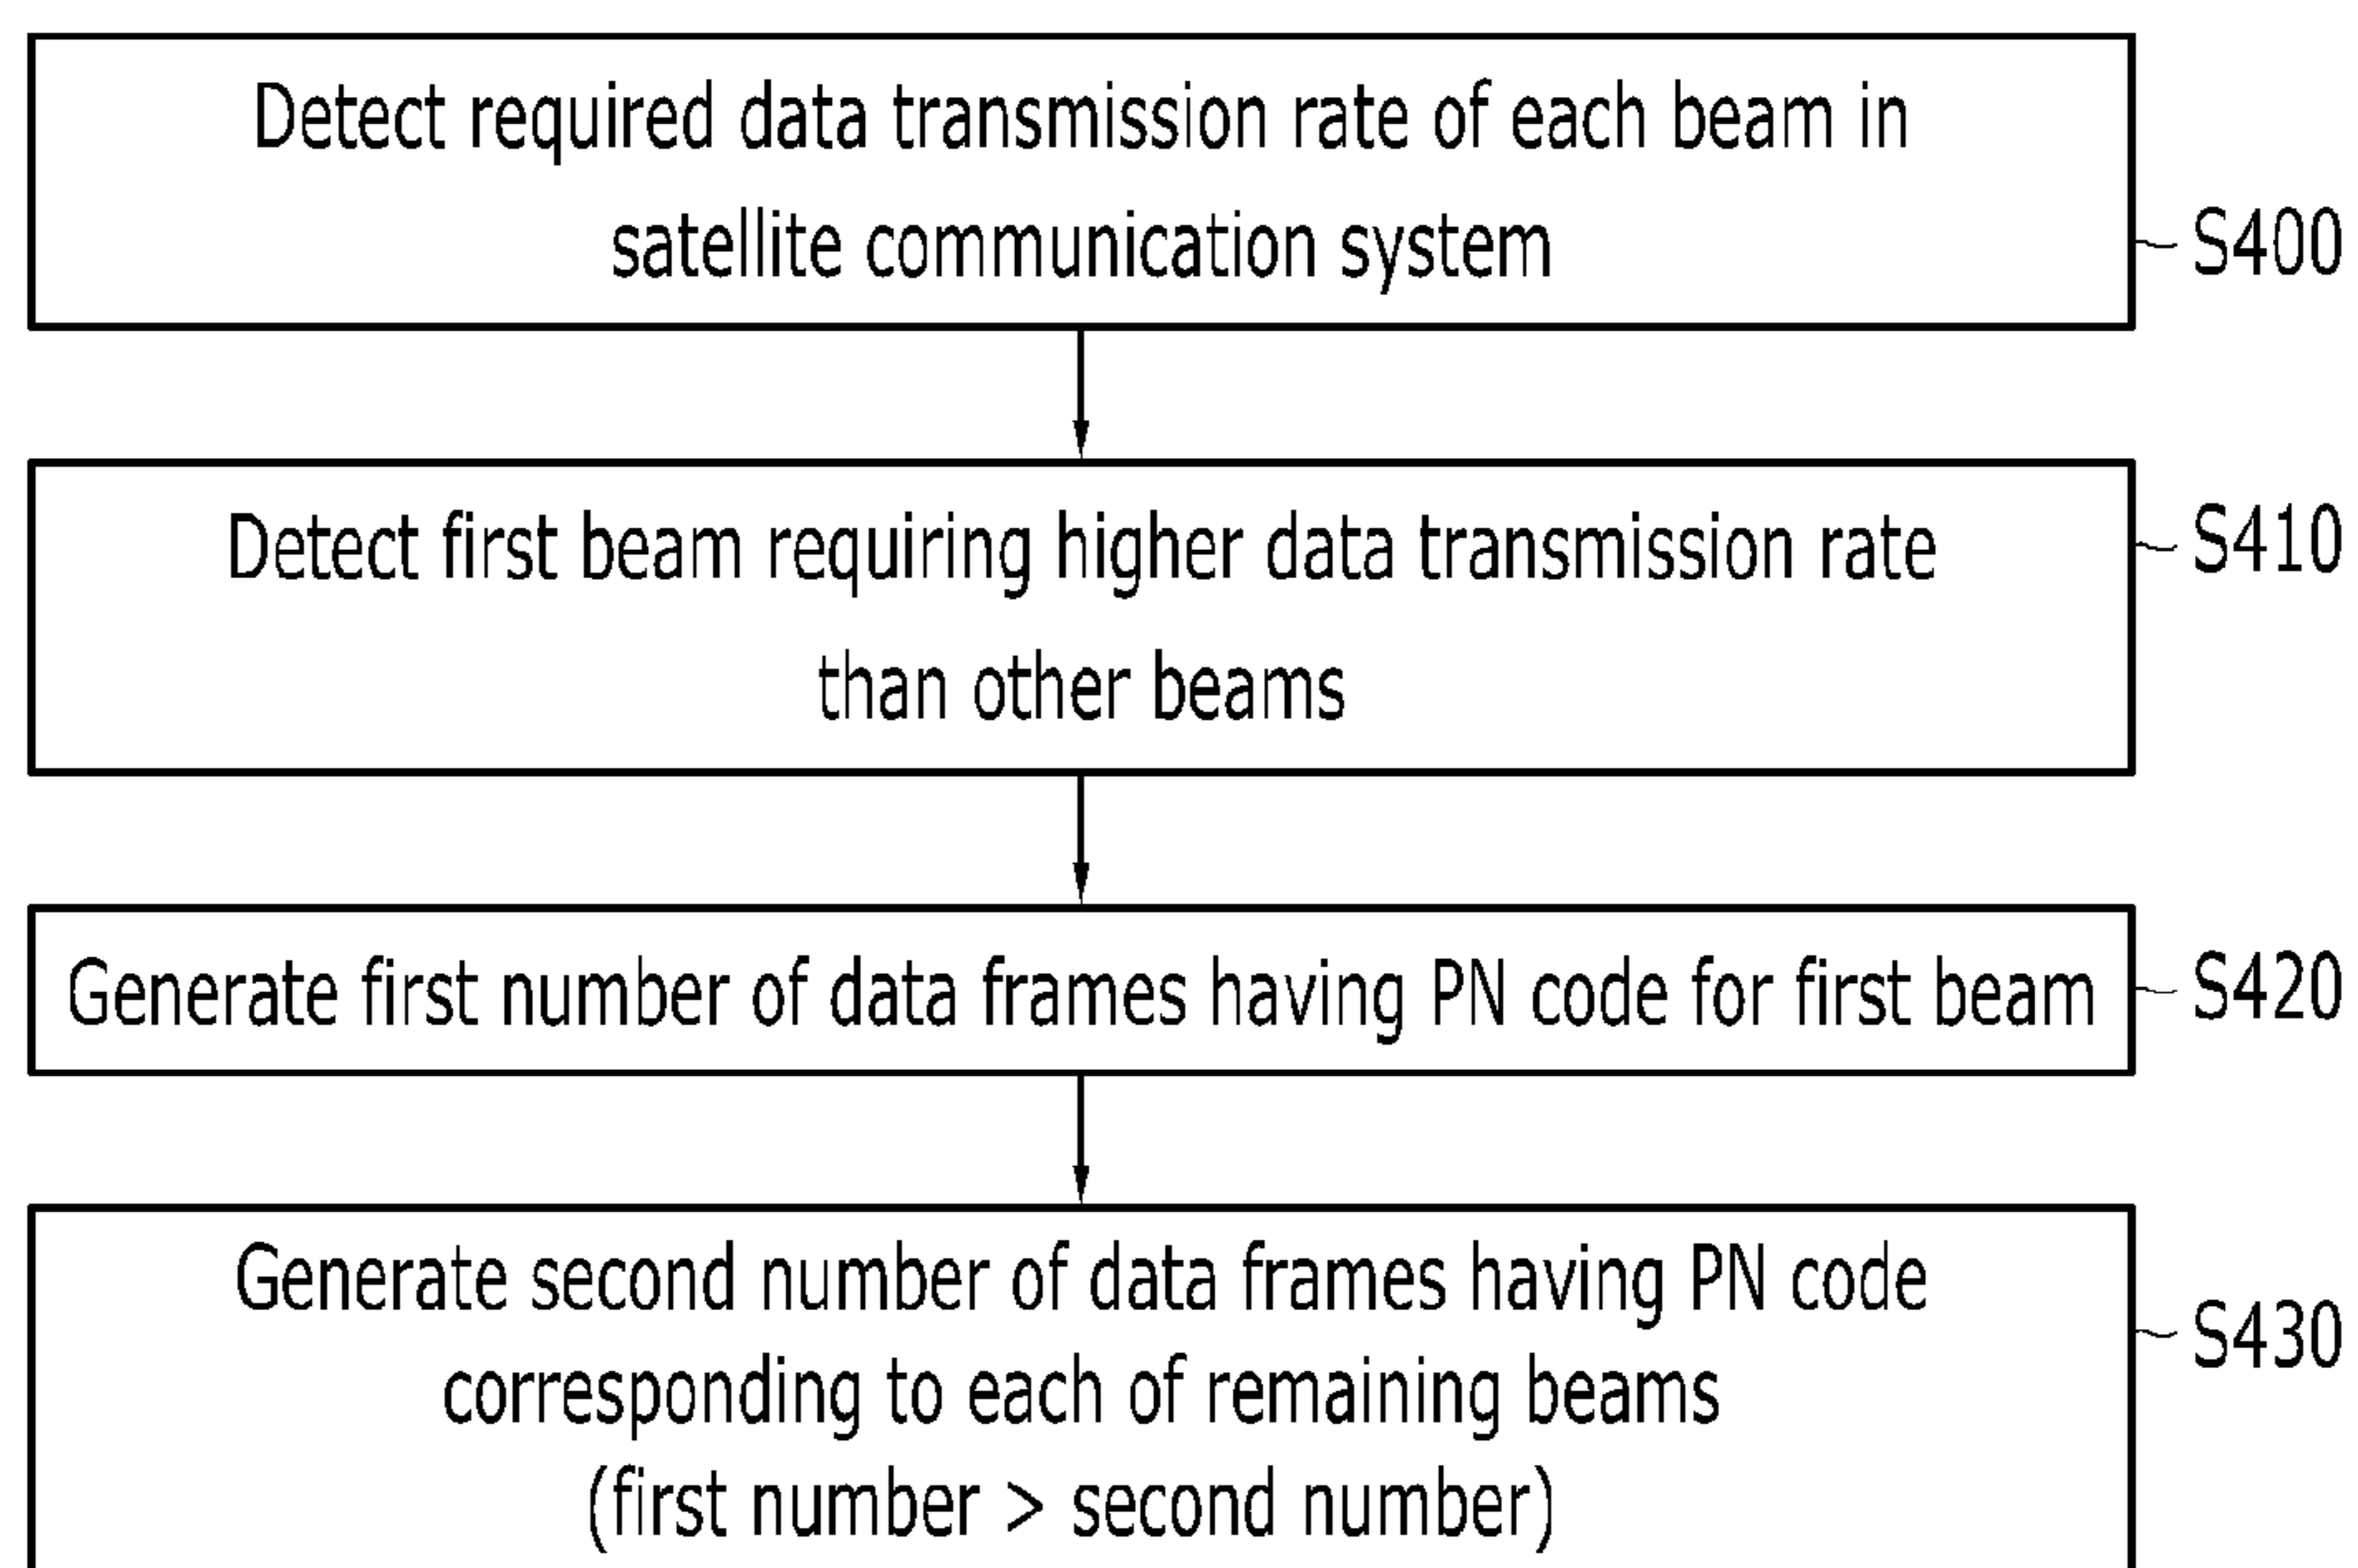 Detect required data transmission rate of each beam in
satellite communication system
S400
Detect first beam requiring higher data transmission rate
than other beams
S410
Generate first number of data frames having PN code for first beam
S420
Generate second number of data frames having PN code
corresponding to each of remaining beams
(first number > second number)
S430